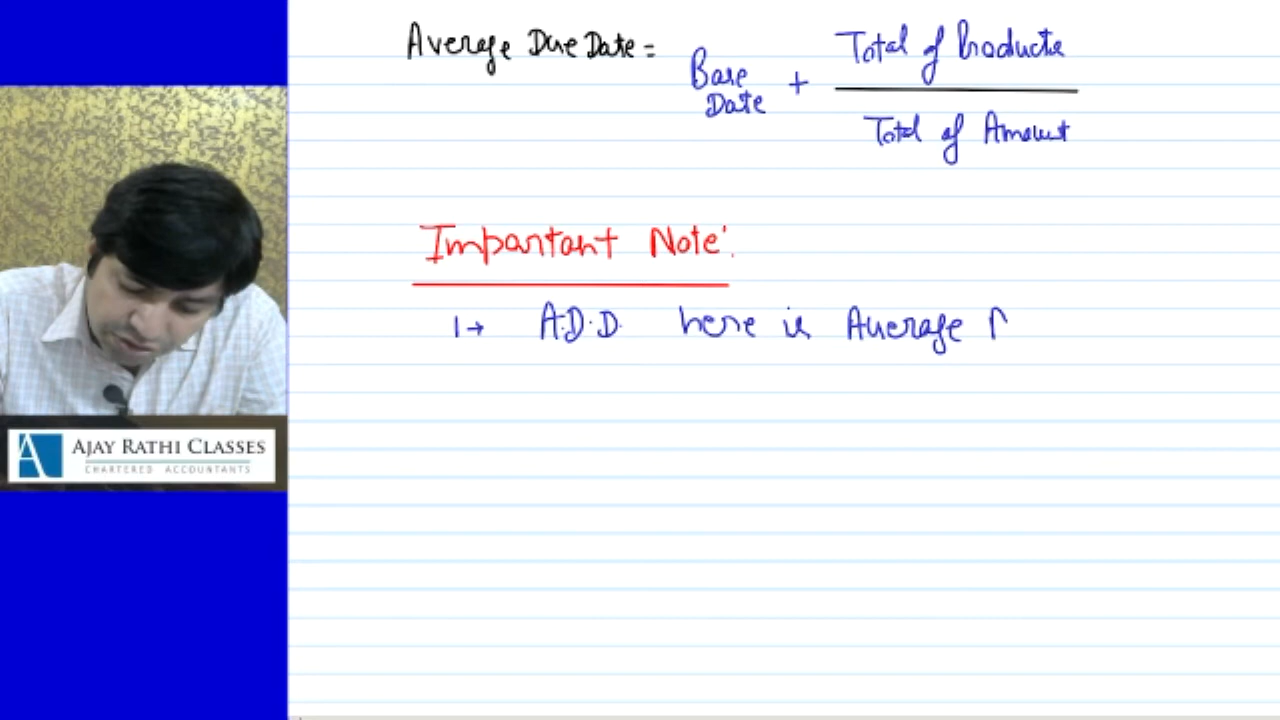 Average Due Date = Base Date + Total of Products / Total of Amount
Important Note:
1→ A.D.D. here is Average
AJAY RATHI CLASSES
CHARTERED ACCOUNTANTS